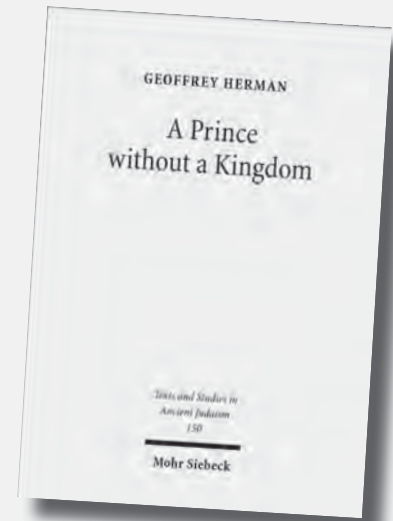 GEOFFREY HERMAN
A Prince
without a Kingdom
Texts and Studies in
Ancient Judaism
150
Mohr Siebeck